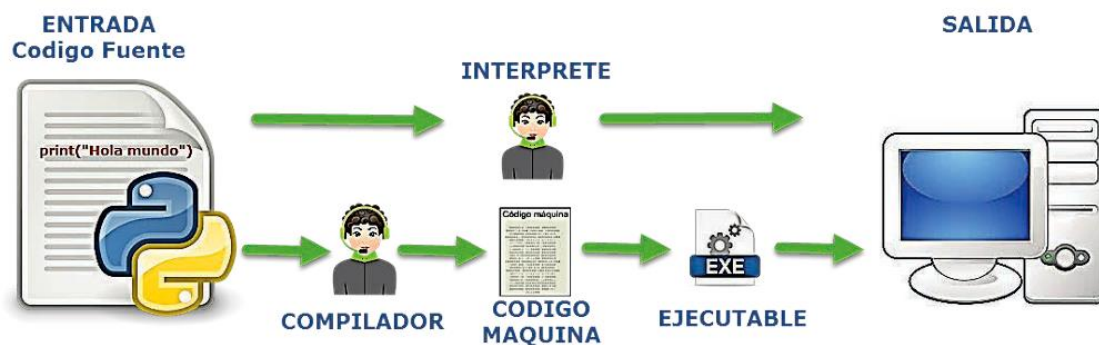 ENTRADA
Codigo Fuente
SALIDA
INTERPRETE
print("Hola mundo")
Código máquina
EXE
COMPILADOR
CODIGO
MAQUINA
EJECUTABLE